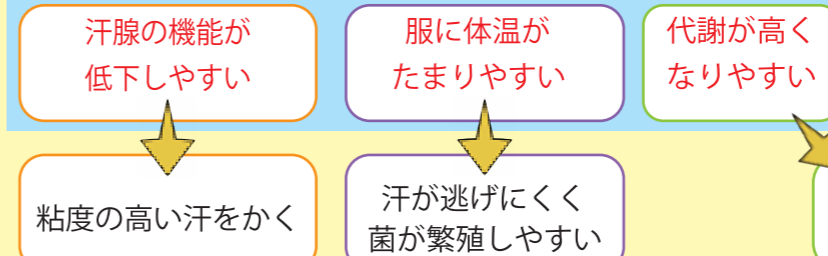 汗腺の機能が
低下しやすい
服に体温が
たまりやすい
代謝が高く
なりやすい
粘度の高い汗をかく
汗が逃げにくく
菌が繁殖しやすい